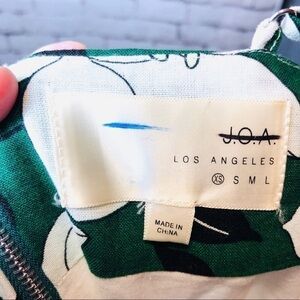 J.O.A.
LOS ANGELES
XS S M L
MADE IN
CHINA